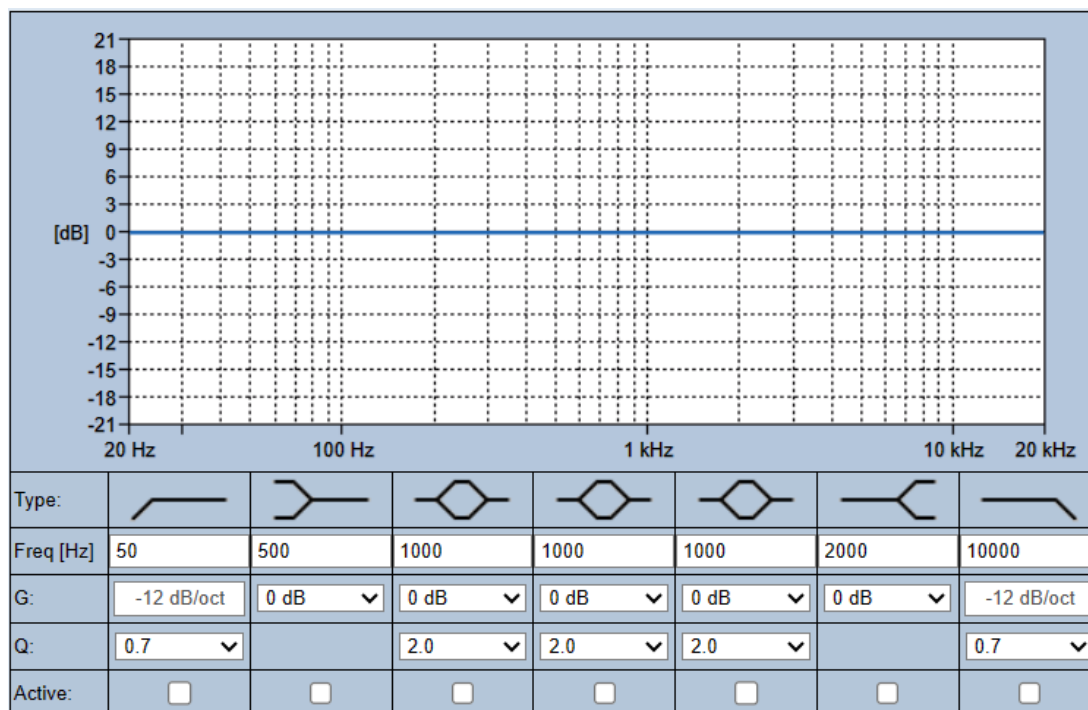 21
18
15
12
9
6
3
[dB] 0
-3
-6
-9
-12
-15
-18
-21
20 Hz 100 Hz 1 kHz 10 kHz 20 kHz
Type:
Freq [Hz] 50 500 1000 1000 1000 2000 10000
G: -12 dB/oct 0 dB 0 dB 0 dB 0 dB 0 dB -12 dB/oct
Q: 0.7 2.0 2.0 2.0 0.7
Active: